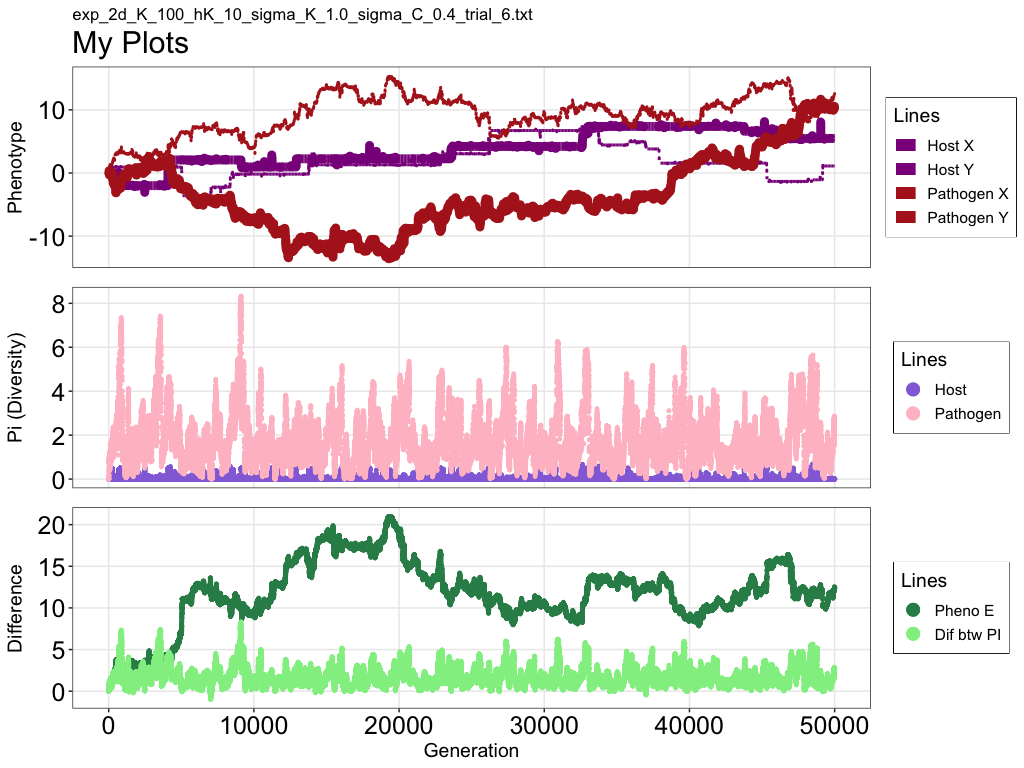 exp_2d_K_100_hK_10_sigma_K_1.0_sigma_C_0.4_trial_6.txt
My Plots
Phenotype
10
0
-10
Lines
Host X
Host Y
Pathogen X
Pathogen Y
Pi (Diversity)
8
6
4
2
0
Lines
Host
Pathogen
Difference
20
15
10
5
0
Lines
Pheno E
Dif btw PI
0 10000 20000 30000 40000 50000
Generation